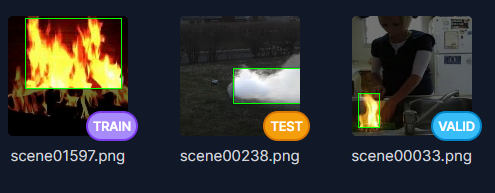 TRAIN
TEST
VALID
scene01597.png
scene00238.png
scene00033.png